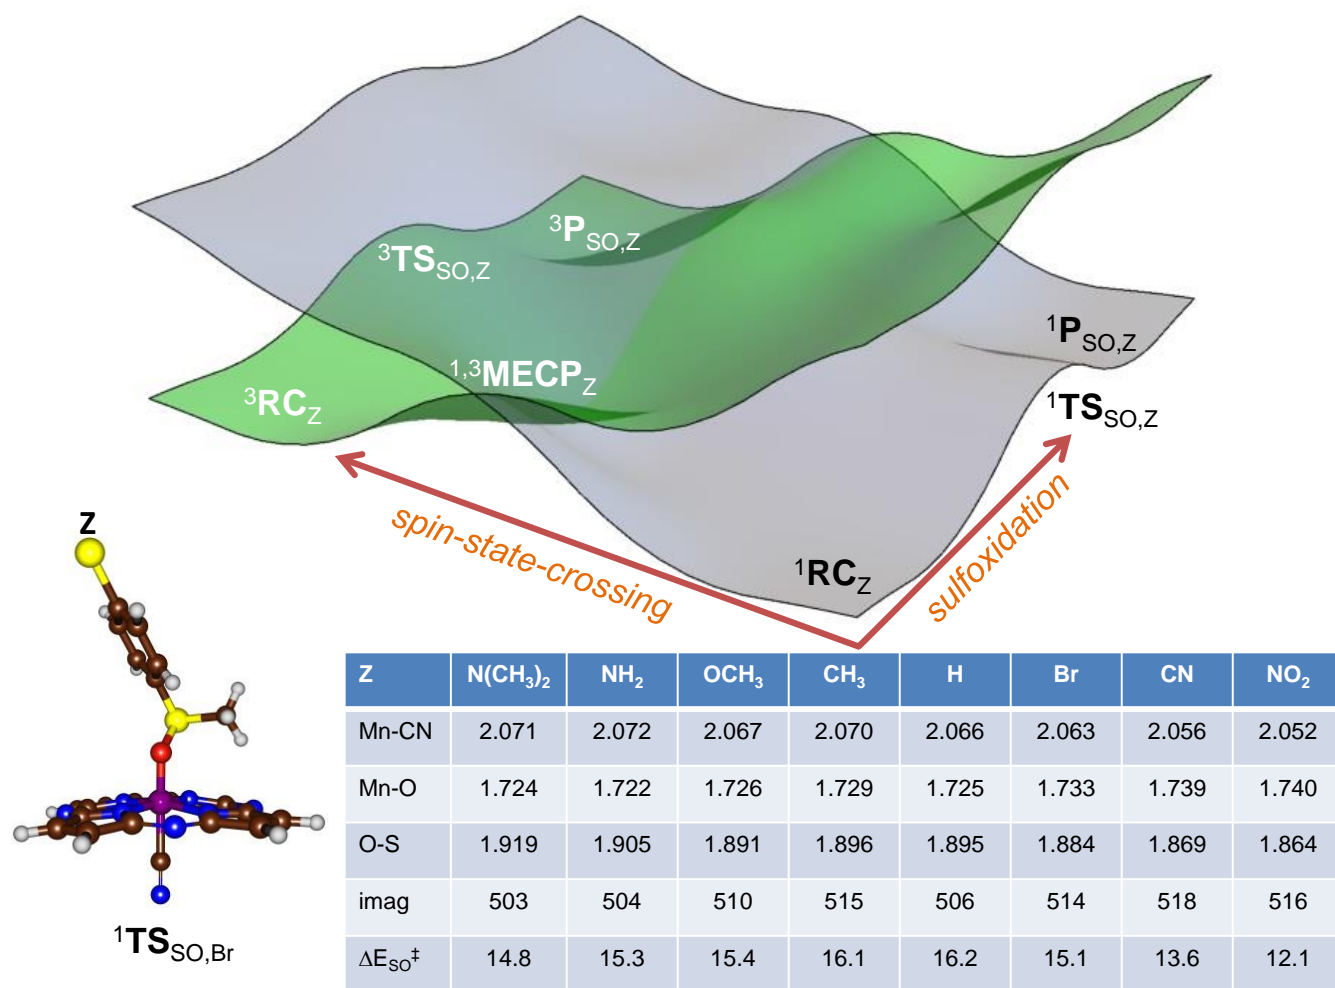 ³P_SO,Z
³TS_SO,Z
¹P_SO,Z
¹,³MECP_Z
³RC_Z
¹TS_SO,Z
spin-state-crossing
sulfoxidation
¹RC_Z
Z
Z N(CH₃)₂ NH₂ OCH₃ CH₃ H Br CN NO₂
Mn-CN 2.071 2.072 2.067 2.070 2.066 2.063 2.056 2.052
Mn-O 1.724 1.722 1.726 1.729 1.725 1.733 1.739 1.740
O-S 1.919 1.905 1.891 1.896 1.895 1.884 1.869 1.864
imag 503 504 510 515 506 514 518 516
ΔE_SO‡ 14.8 15.3 15.4 16.1 16.2 15.1 13.6 12.1
¹TS_SO,Br